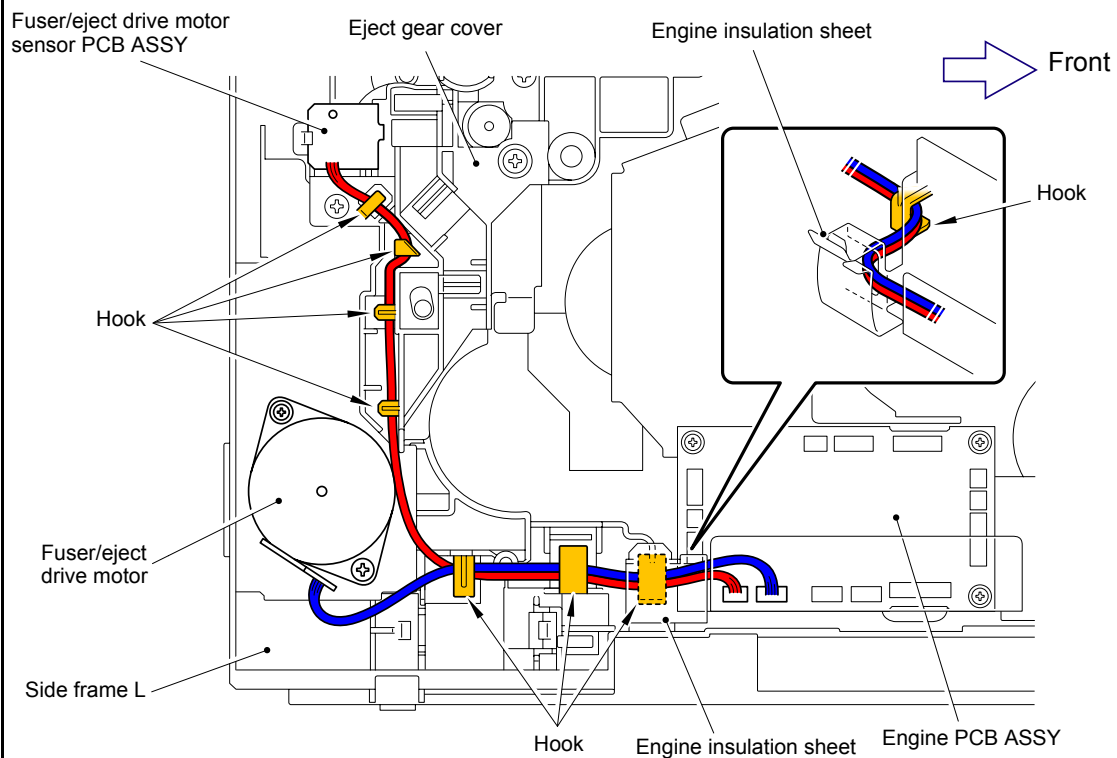 Fuser/eject drive motor
sensor PCB ASSY
Eject gear cover
Engine insulation sheet
Front
Hook
Hook
Fuser/eject
drive motor
Side frame L
Hook
Engine insulation sheet
Engine PCB ASSY